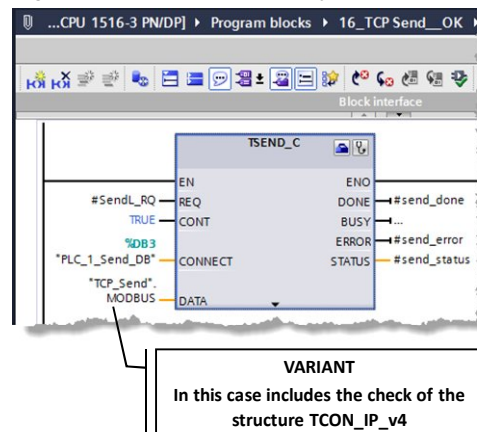 ...CPU 1516-3 PN/DP] ▸ Program blocks ▸ 16_TCP Send__OK ▸
Block interface
TSEND_C
EN ENO
#SendL_RQ REQ DONE #send_done
TRUE CONT BUSY ...
%DB3 ERROR #send_error
"PLC_1_Send_DB" CONNECT STATUS #send_status
"TCP_Send".
MODBUS DATA
VARIANT
In this case includes the check of the
structure TCON_IP_v4